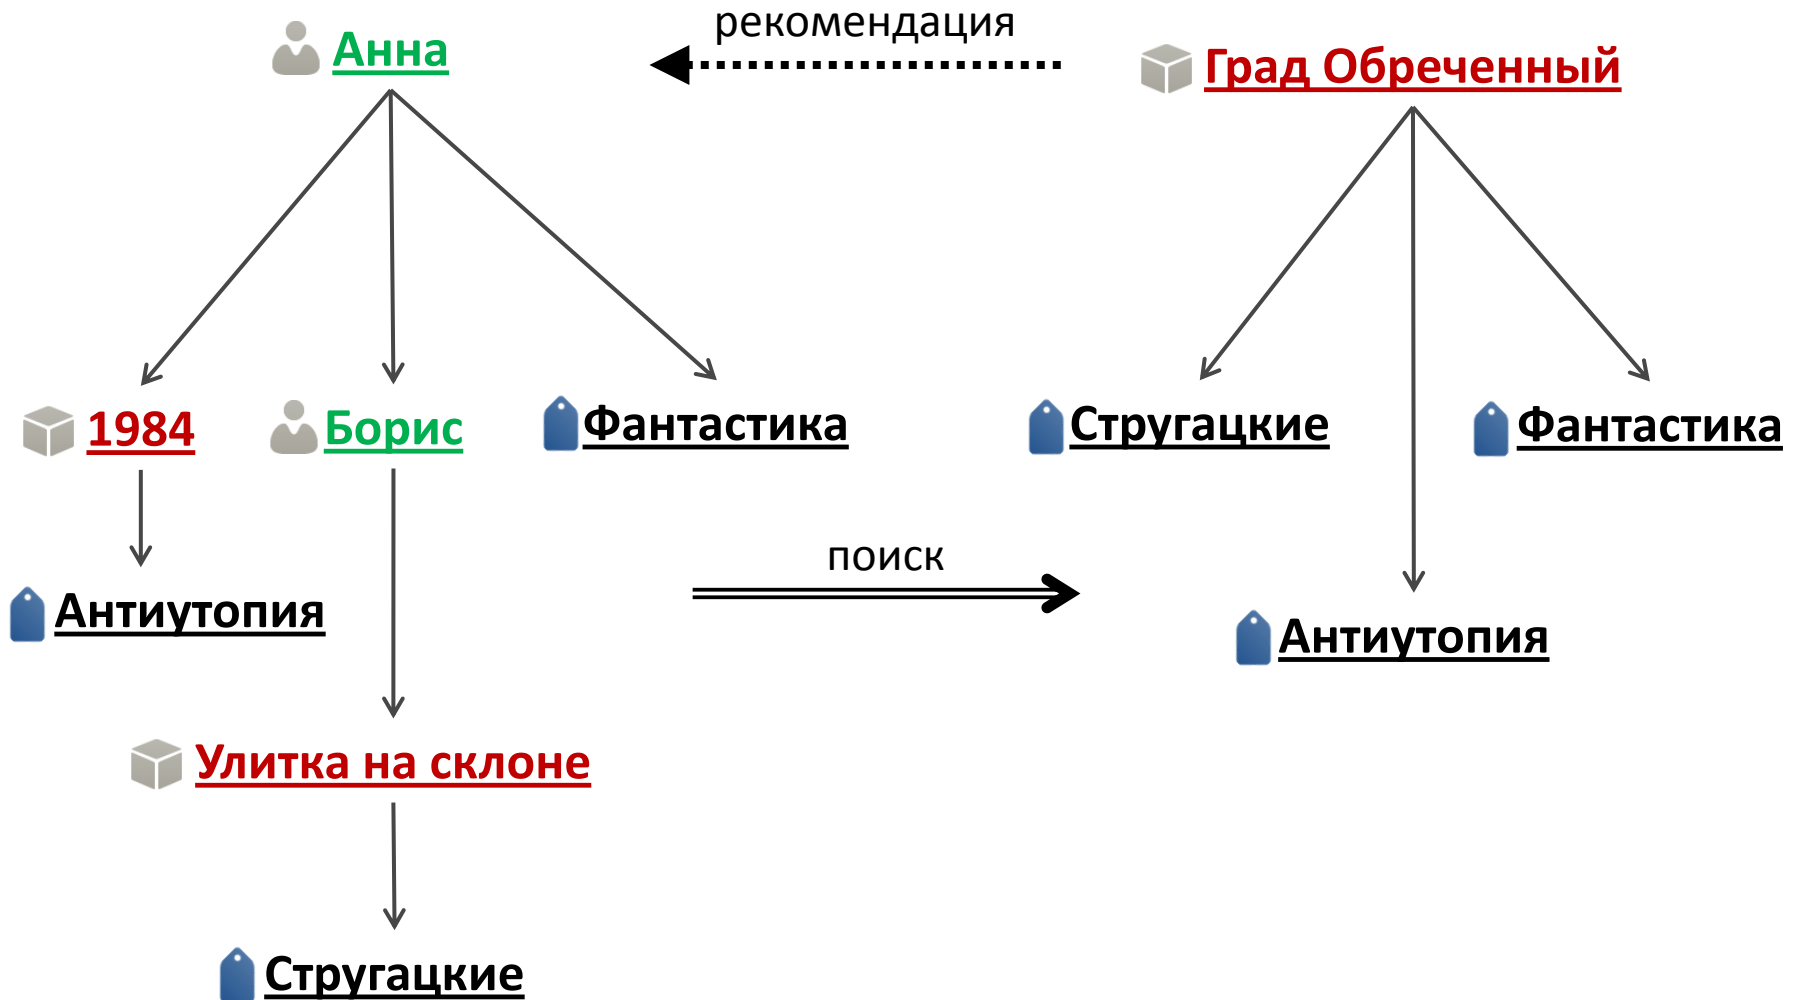 рекомендация
Анна
Град Обреченный
1984
Борис
Фантастика
Стругацкие
Фантастика
поиск
Антиутопия
Антиутопия
Улитка на склоне
Стругацкие